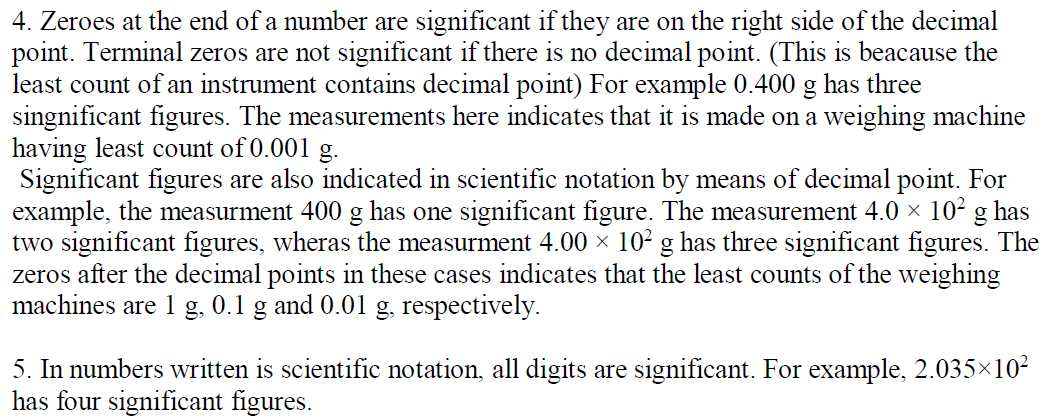 4. Zeroes at the end of a number are significant if they are on the right side of the decimal
point. Terminal zeros are not significant if there is no decimal point. (This is beacause the
least count of an instrument contains decimal point) For example 0.400 g has three
singnificant figures. The measurements here indicates that it is made on a weighing machine
having least count of 0.001 g.
Significant figures are also indicated in scientific notation by means of decimal point. For
example, the measurment 400 g has one significant figure. The measurement 4.0 × 10² g has
two significant figures, wheras the measurment 4.00 × 10² g has three significant figures. The
zeros after the decimal points in these cases indicates that the least counts of the weighing
machines are 1 g, 0.1 g and 0.01 g, respectively.
5. In numbers written is scientific notation, all digits are significant. For example, 2.035×10²
has four significant figures.